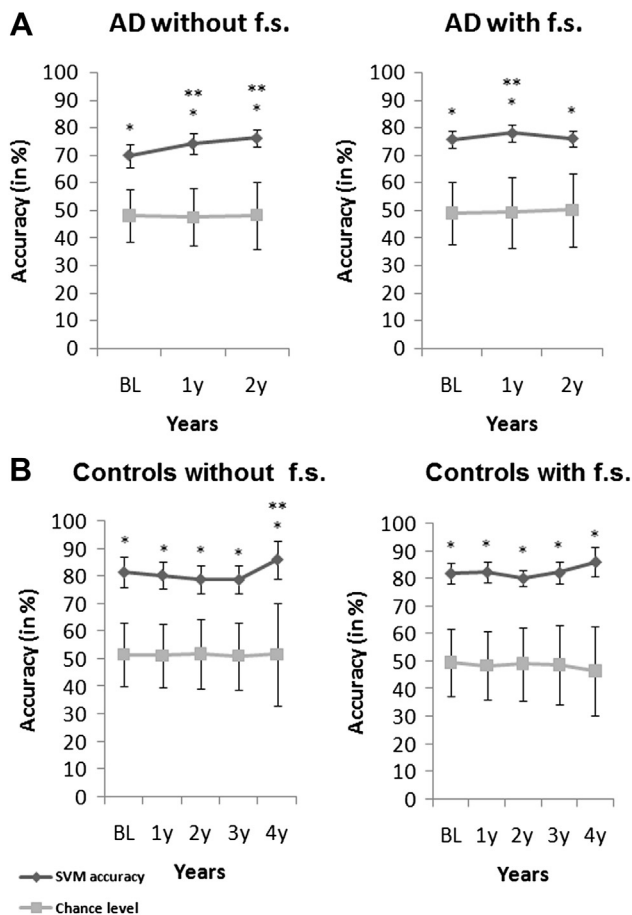 A
AD without f.s.
AD with f.s.
Accuracy (in %)
100
90
80
70
60
50
40
30
20
10
0
*
**
*
**
*
BL 1y 2y
Years
Accuracy (in %)
100
90
80
70
60
50
40
30
20
10
0
*
**
*
*
BL 1y 2y
Years
B
Controls without f.s.
Controls with f.s.
Accuracy (in %)
100
90
80
70
60
50
40
30
20
10
0
* * * *
**
*
BL 1y 2y 3y 4y
Years
Accuracy (in %)
100
90
80
70
60
50
40
30
20
10
0
* * * * *
BL 1y 2y 3y 4y
Years
SVM accuracy
Chance level